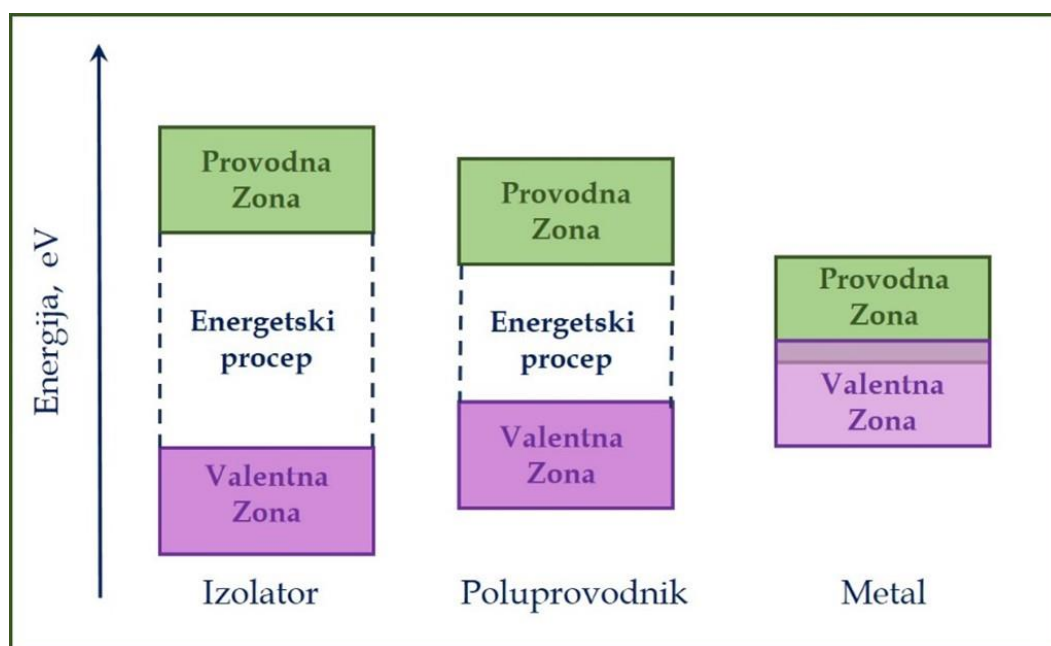 Energija, eV
Provodna
Zona
Energetski
procep
Valentna
Zona
Izolator
Provodna
Zona
Energetski
procep
Valentna
Zona
Poluprovodnik
Provodna
Zona
Valentna
Zona
Metal